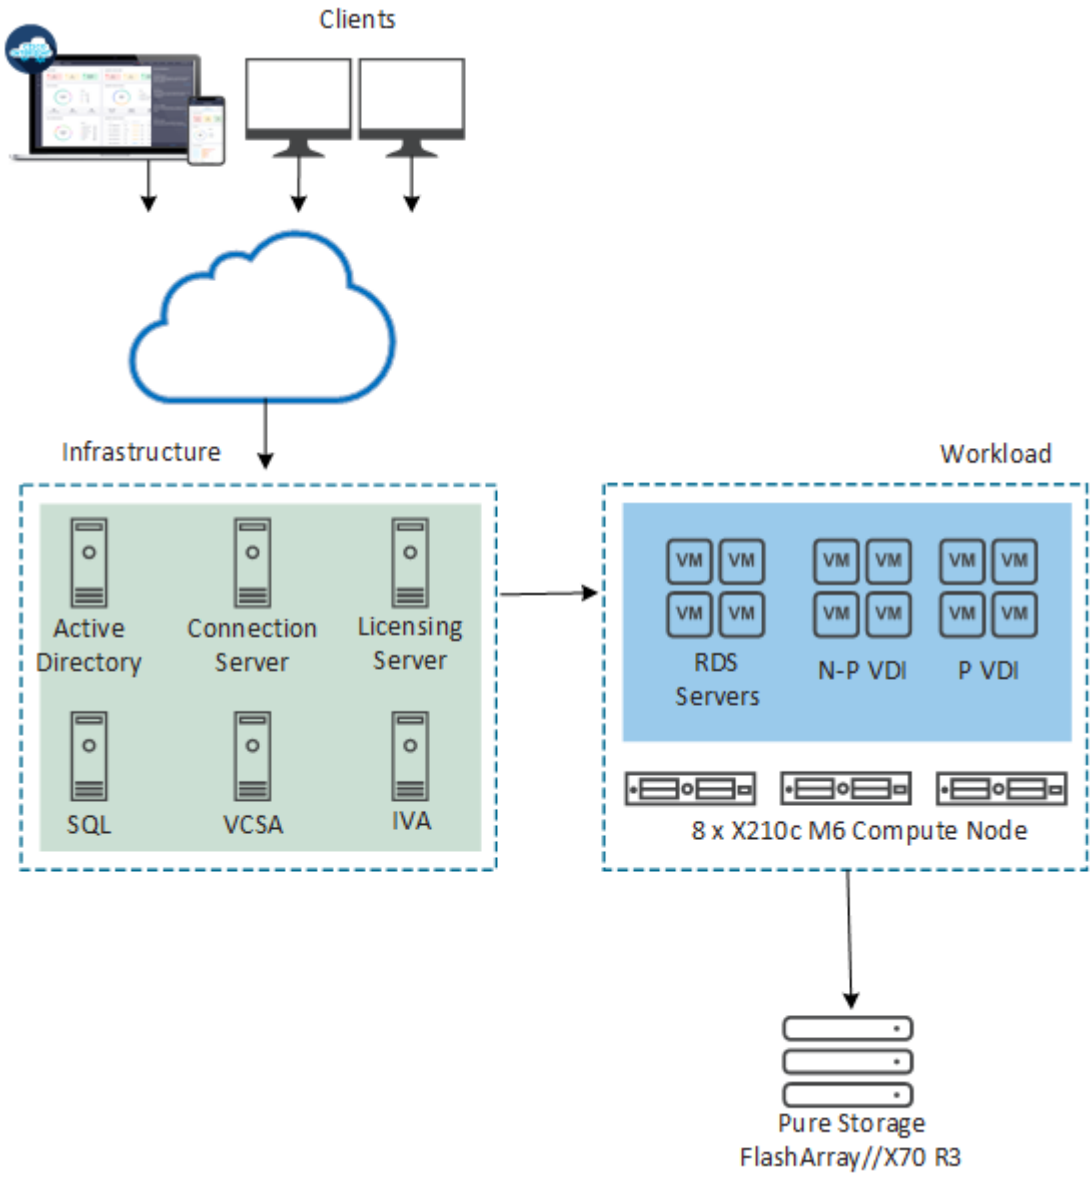 Clients
Infrastructure
Workload
Active
Directory
Connection
Server
Licensing
Server
SQL
VCSA
IVA
VM VM
VM VM
RDS
Servers
VM VM
VM VM
N-P VDI
VM VM
VM VM
P VDI
8 x X210c M6 Compute Node
Pure Storage
FlashArray//X70 R3